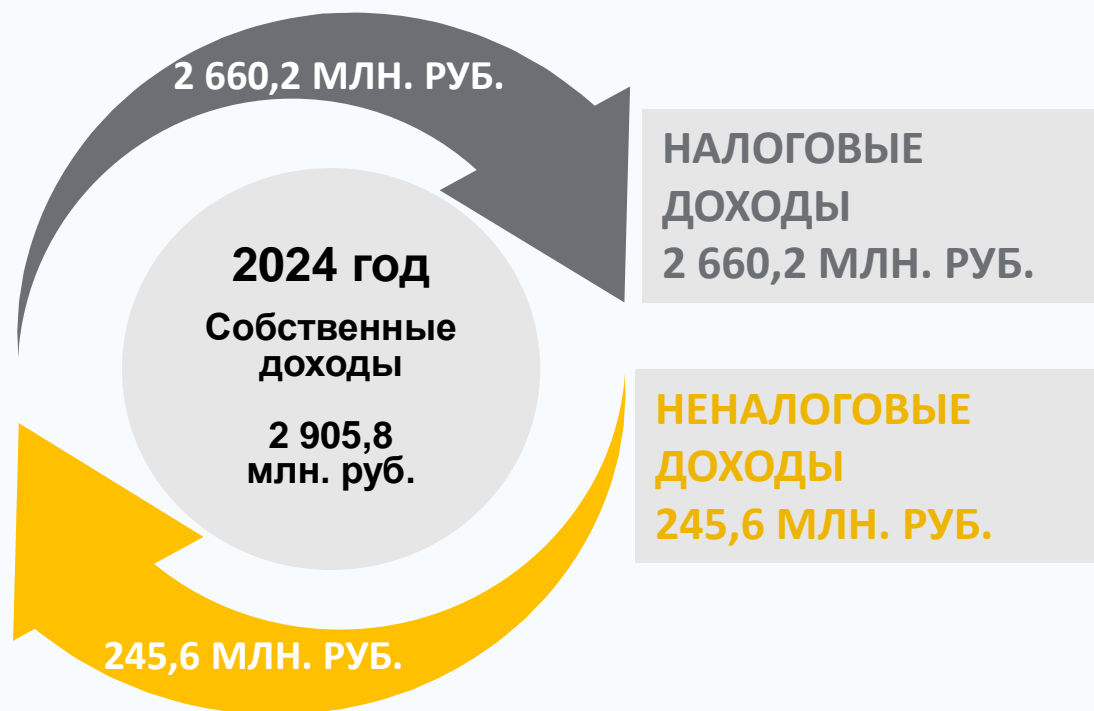 2 660,2 МЛН. РУБ.
НАЛОГОВЫЕ
ДОХОДЫ
2 660,2 МЛН. РУБ.
2024 год
Собственные
доходы
2 905,8
млн. руб.
НЕНАЛОГОВЫЕ
ДОХОДЫ
245,6 МЛН. РУБ.
245,6 МЛН. РУБ.